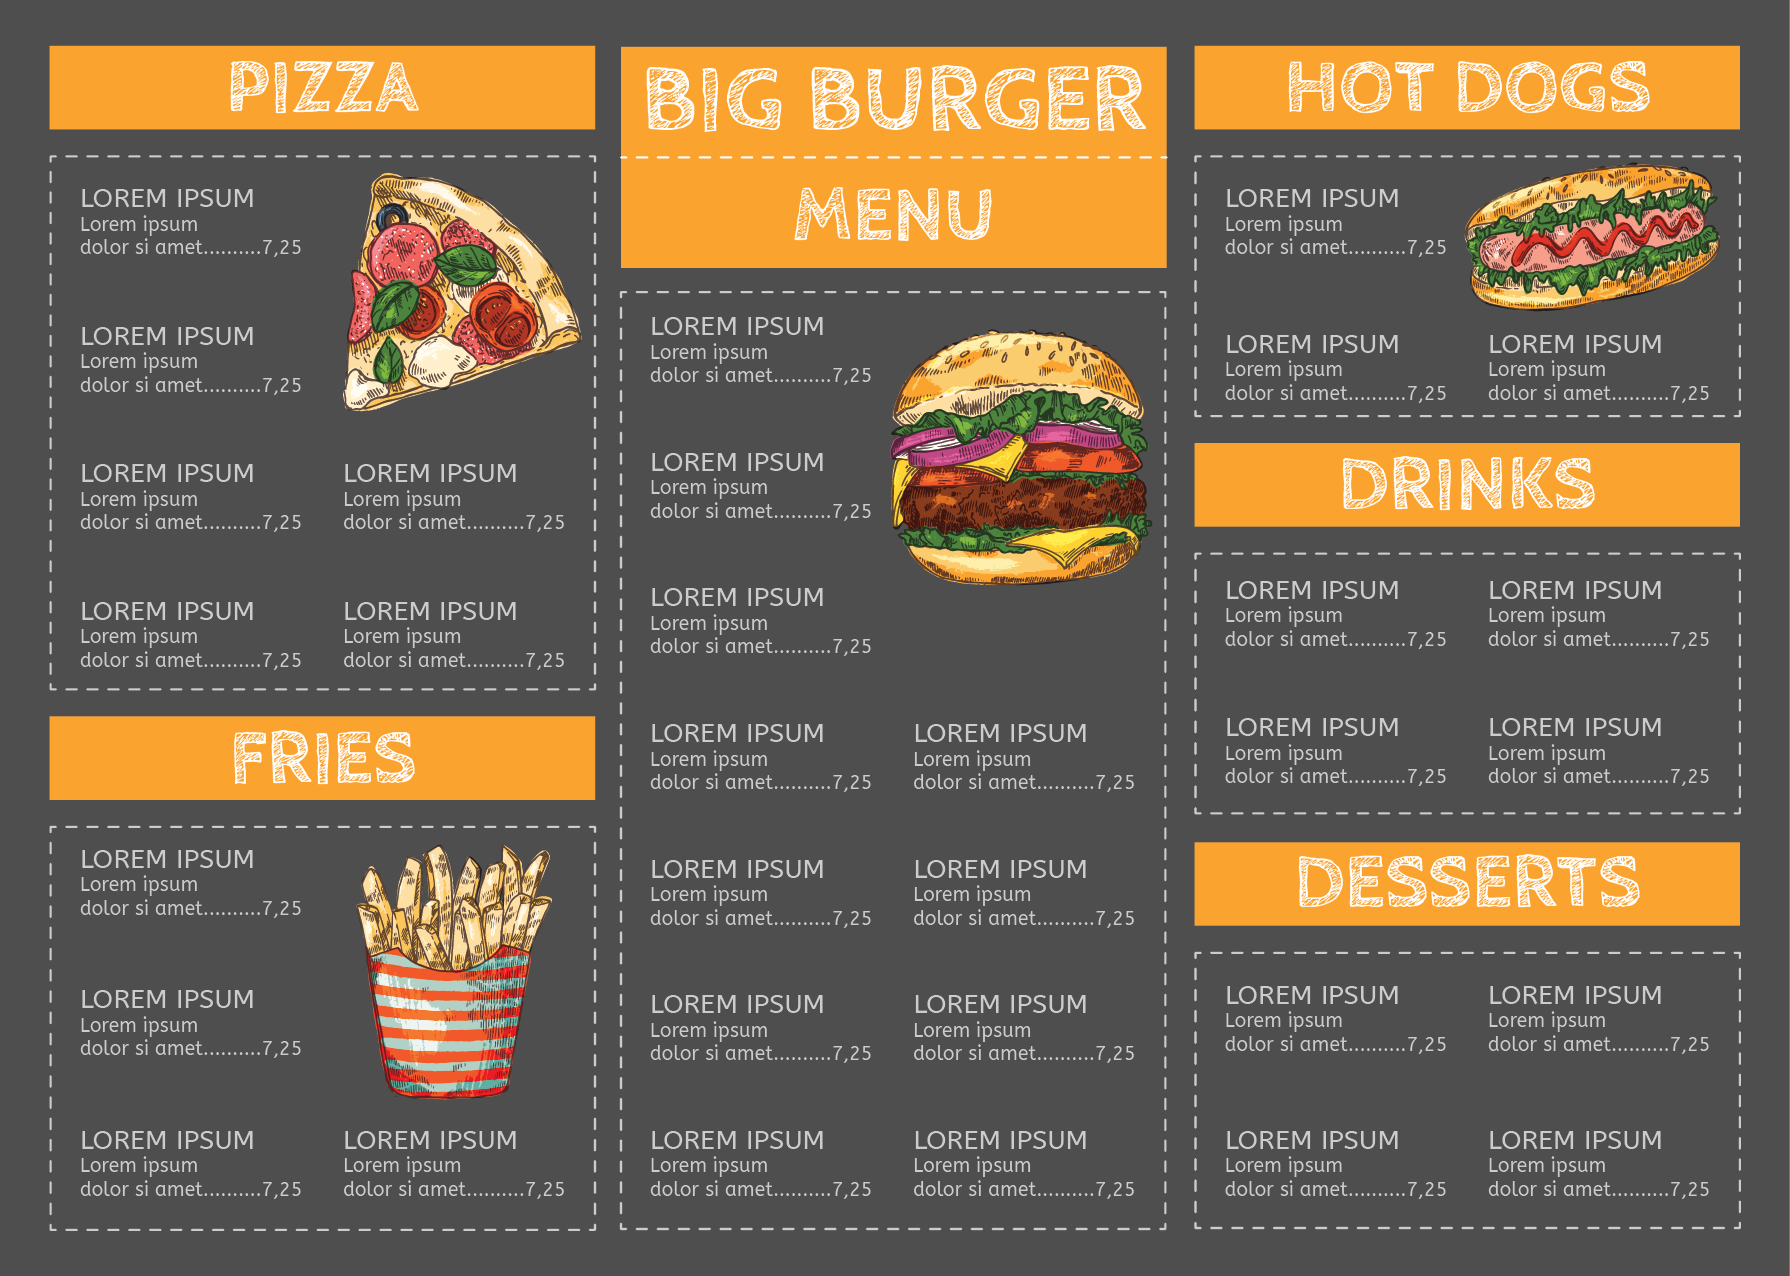 PIZZA
LOREM IPSUM
Lorem ipsum
dolor si amet..........7,25
LOREM IPSUM
Lorem ipsum
dolor si amet..........7,25
LOREM IPSUM
Lorem ipsum
dolor si amet..........7,25
LOREM IPSUM
Lorem ipsum
dolor si amet..........7,25
LOREM IPSUM
Lorem ipsum
dolor si amet..........7,25
LOREM IPSUM
Lorem ipsum
dolor si amet..........7,25
FRIES
LOREM IPSUM
Lorem ipsum
dolor si amet..........7,25
LOREM IPSUM
Lorem ipsum
dolor si amet..........7,25
LOREM IPSUM
Lorem ipsum
dolor si amet..........7,25
LOREM IPSUM
Lorem ipsum
dolor si amet..........7,25
BIG BURGER
MENU
LOREM IPSUM
Lorem ipsum
dolor si amet..........7,25
LOREM IPSUM
Lorem ipsum
dolor si amet..........7,25
LOREM IPSUM
Lorem ipsum
dolor si amet..........7,25
LOREM IPSUM
Lorem ipsum
dolor si amet..........7,25
LOREM IPSUM
Lorem ipsum
dolor si amet..........7,25
LOREM IPSUM
Lorem ipsum
dolor si amet..........7,25
LOREM IPSUM
Lorem ipsum
dolor si amet..........7,25
LOREM IPSUM
Lorem ipsum
dolor si amet..........7,25
LOREM IPSUM
Lorem ipsum
dolor si amet..........7,25
LOREM IPSUM
Lorem ipsum
dolor si amet..........7,25
LOREM IPSUM
Lorem ipsum
dolor si amet..........7,25
HOT DOGS
LOREM IPSUM
Lorem ipsum
dolor si amet..........7,25
LOREM IPSUM
Lorem ipsum
dolor si amet..........7,25
LOREM IPSUM
Lorem ipsum
dolor si amet..........7,25
DRINKS
LOREM IPSUM
Lorem ipsum
dolor si amet..........7,25
LOREM IPSUM
Lorem ipsum
dolor si amet..........7,25
LOREM IPSUM
Lorem ipsum
dolor si amet..........7,25
LOREM IPSUM
Lorem ipsum
dolor si amet..........7,25
DESSERTS
LOREM IPSUM
Lorem ipsum
dolor si amet..........7,25
LOREM IPSUM
Lorem ipsum
dolor si amet..........7,25
LOREM IPSUM
Lorem ipsum
dolor si amet..........7,25
LOREM IPSUM
Lorem ipsum
dolor si amet..........7,25